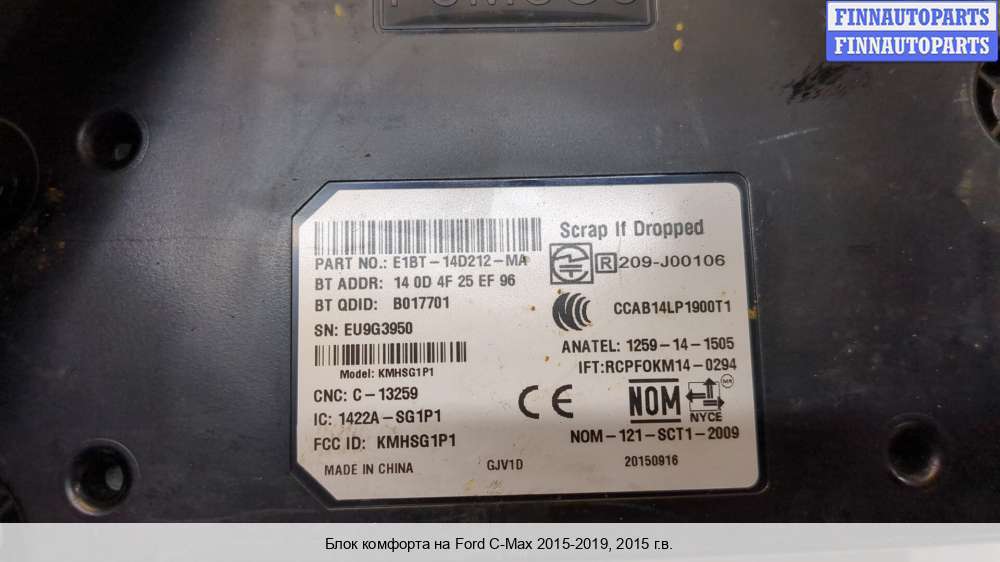 FINNAUTOPARTS
FINNAUTOPARTS
Scrap If Dropped
PART NO.: E1BT-14D212-MA
R 209-J00106
BT ADDR: 14 0D 4F 25 EF 96
BT QDID: B017701
CCAB14LP1900T1
SN: EU9G3950
ANATEL: 1259-14-1505
IFT:RCPFOKM14-0294
Model: KMHSG1P1
CNC: C-13259
CE
NOM
NYCE
IC: 1422A-SG1P1
FCC ID: KMHSG1P1
NOM-121-SCT1-2009
MADE IN CHINA
GJV1D
20150916
Блок комфорта на Ford C-Max 2015-2019, 2015 г.в.